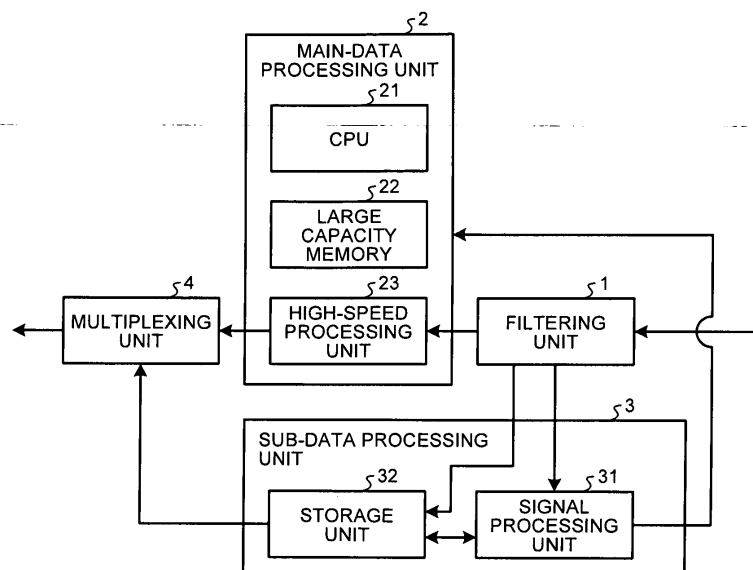 2
MAIN-DATA
PROCESSING UNIT
21
CPU
22
LARGE
CAPACITY
MEMORY
23
HIGH-SPEED
PROCESSING
UNIT
4
MULTIPLEXING
UNIT
1
FILTERING
UNIT
3
SUB-DATA PROCESSING
UNIT
32
STORAGE
UNIT
31
SIGNAL
PROCESSING
UNIT